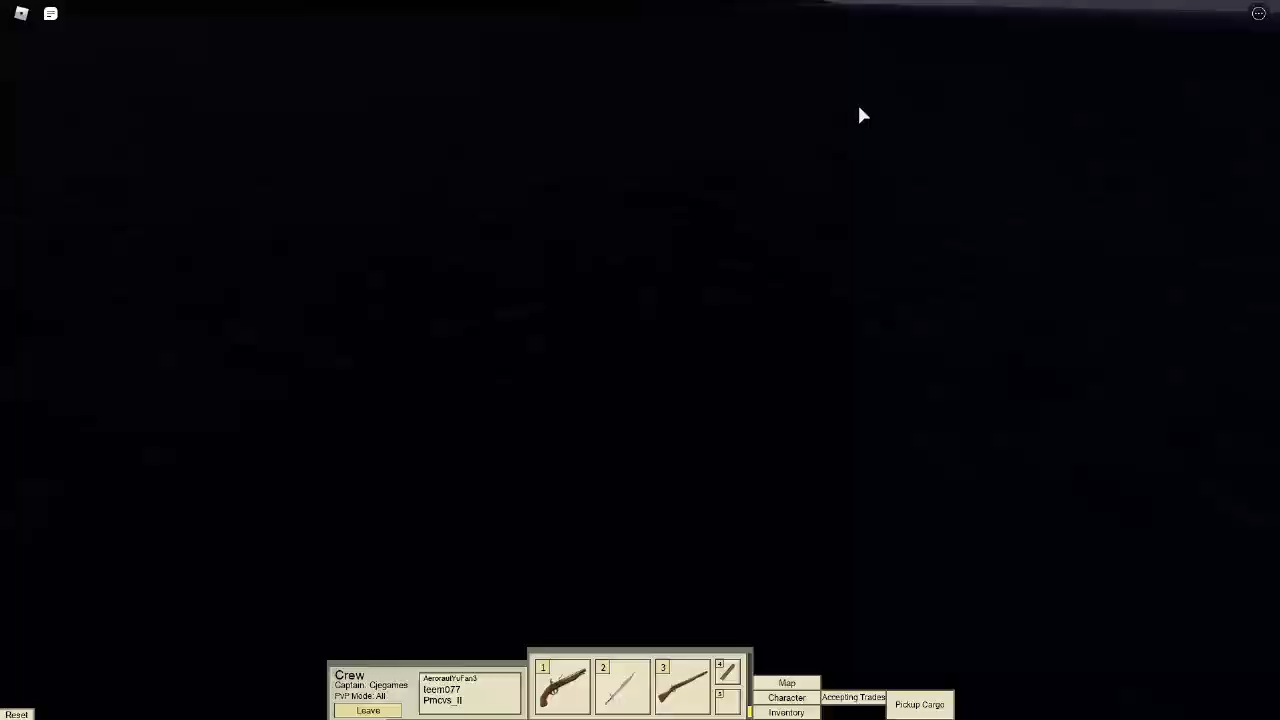 Crew
Captain. Cjegames
PVP Mode: All
Leave
AeronautYuFan3
teem077
Pmcvs_II
1
2
3
4
5
Map
Character
Inventory
Accepting Trades
Pickup Cargo
Reset